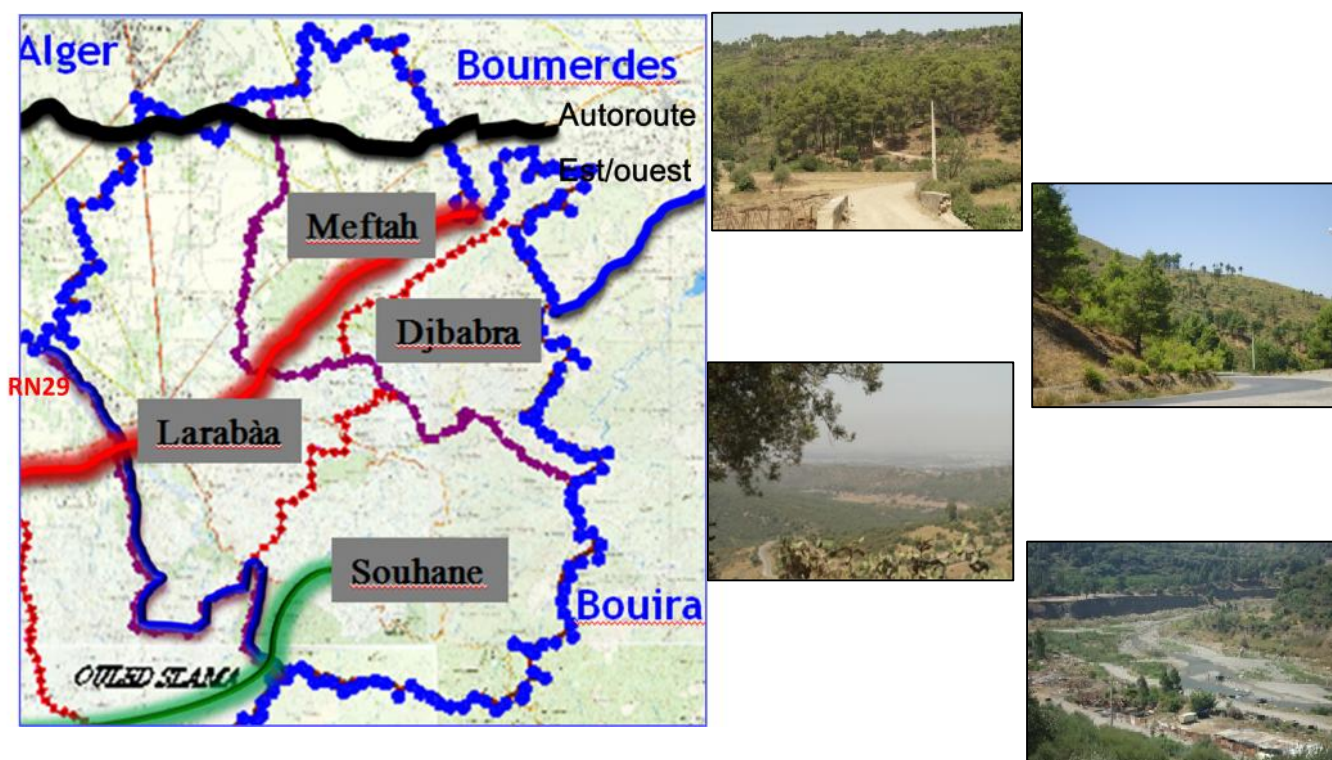 Alger
Boumerdes
Autoroute
Est/ouest
Meftah
Djbabra
RN29
Larabàa
Souhane
Bouira
OULED SLAMA